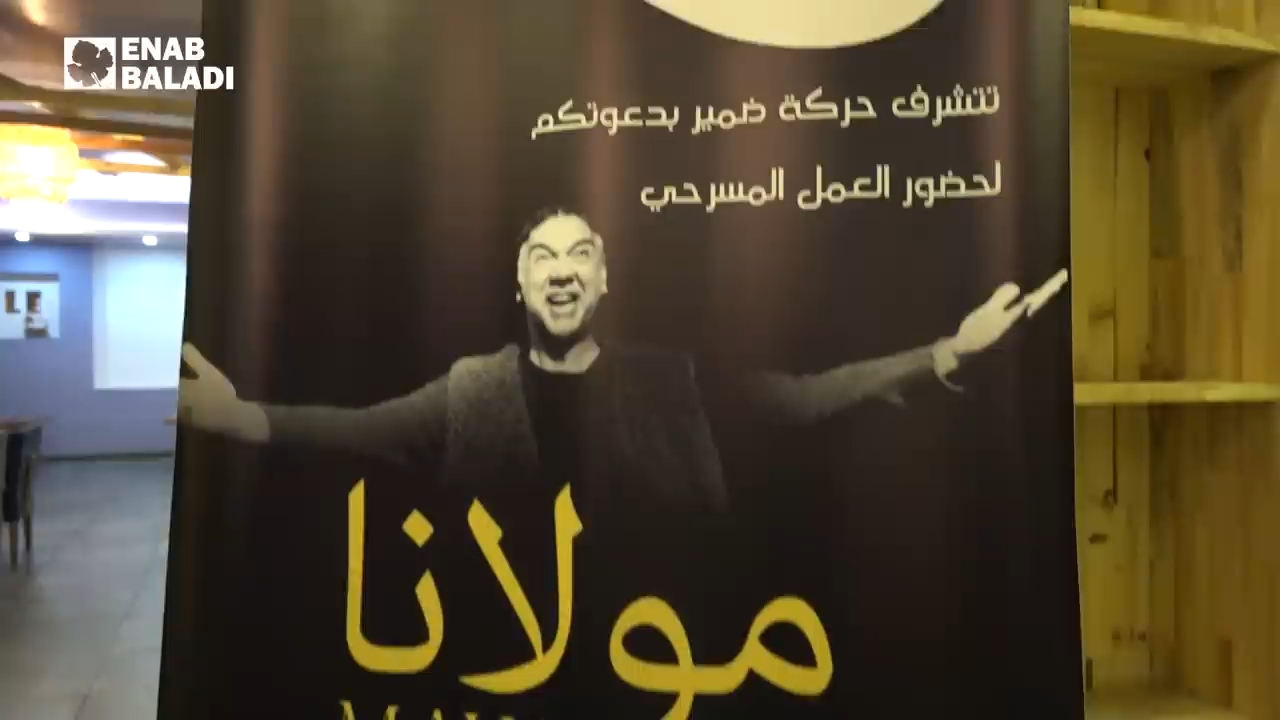 ENAB
BALADI
تتشرف حركة ضمير بدعوتكم
لحضور العمل المسرحي
مولانا